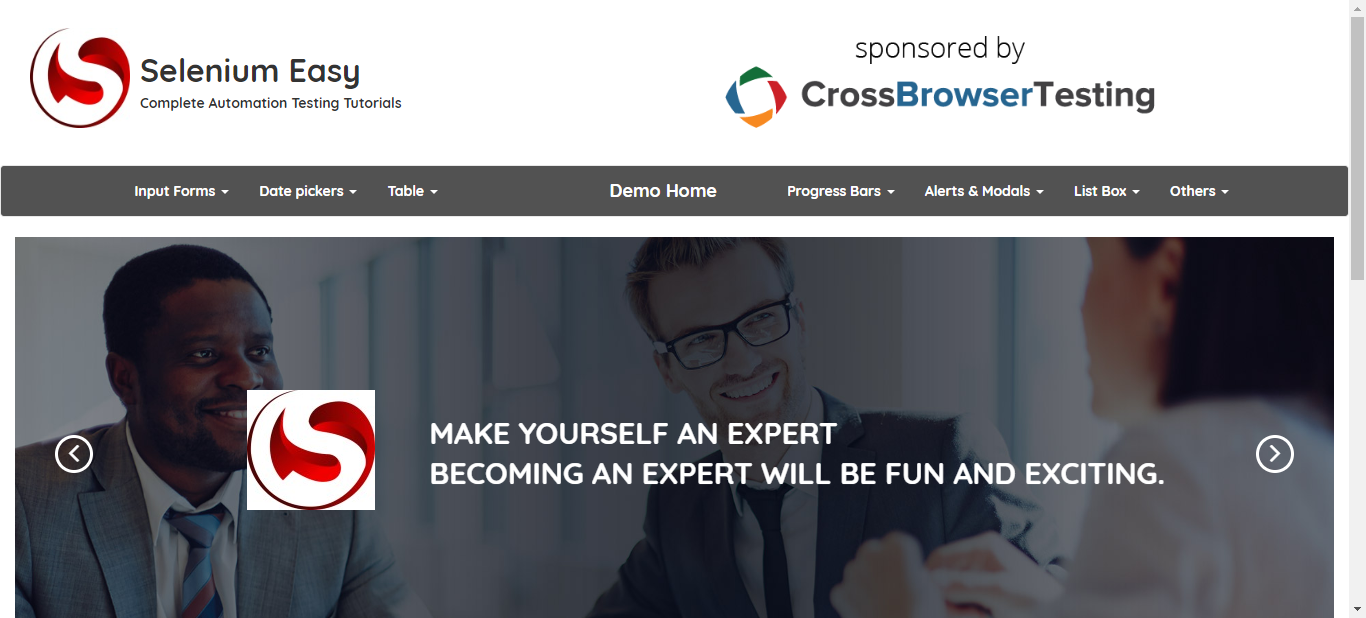 Selenium Easy
Complete Automation Testing Tutorials
sponsored by
CrossBrowserTesting
Input Forms
Date pickers
Table
Demo Home
Progress Bars
Alerts & Modals
List Box
Others
MAKE YOURSELF AN EXPERT
BECOMING AN EXPERT WILL BE FUN AND EXCITING.